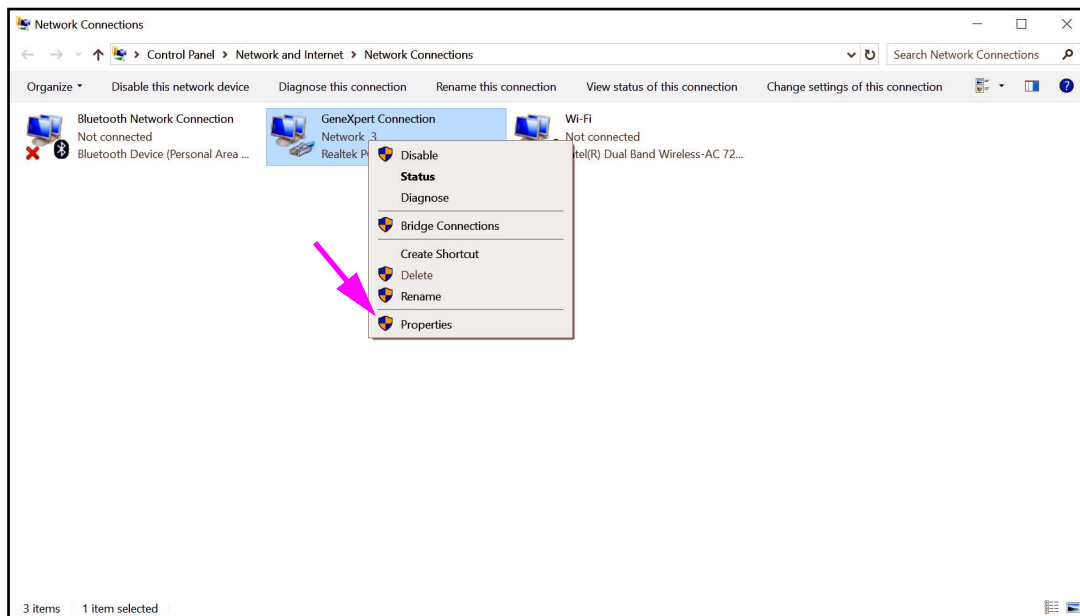 Network Connections
Control Panel > Network and Internet > Network Connections
Search Network Connections
Organize
Disable this network device
Diagnose this connection
Rename this connection
View status of this connection
Change settings of this connection
Bluetooth Network Connection
Not connected
Bluetooth Device (Personal Area ...
GeneXpert Connection
Network 3
Realtek
Wi-Fi
Not connected
Dual Band Wireless-AC 72...
Disable
Status
Diagnose
Bridge Connections
Create Shortcut
Delete
Rename
Properties
3 items
1 item selected